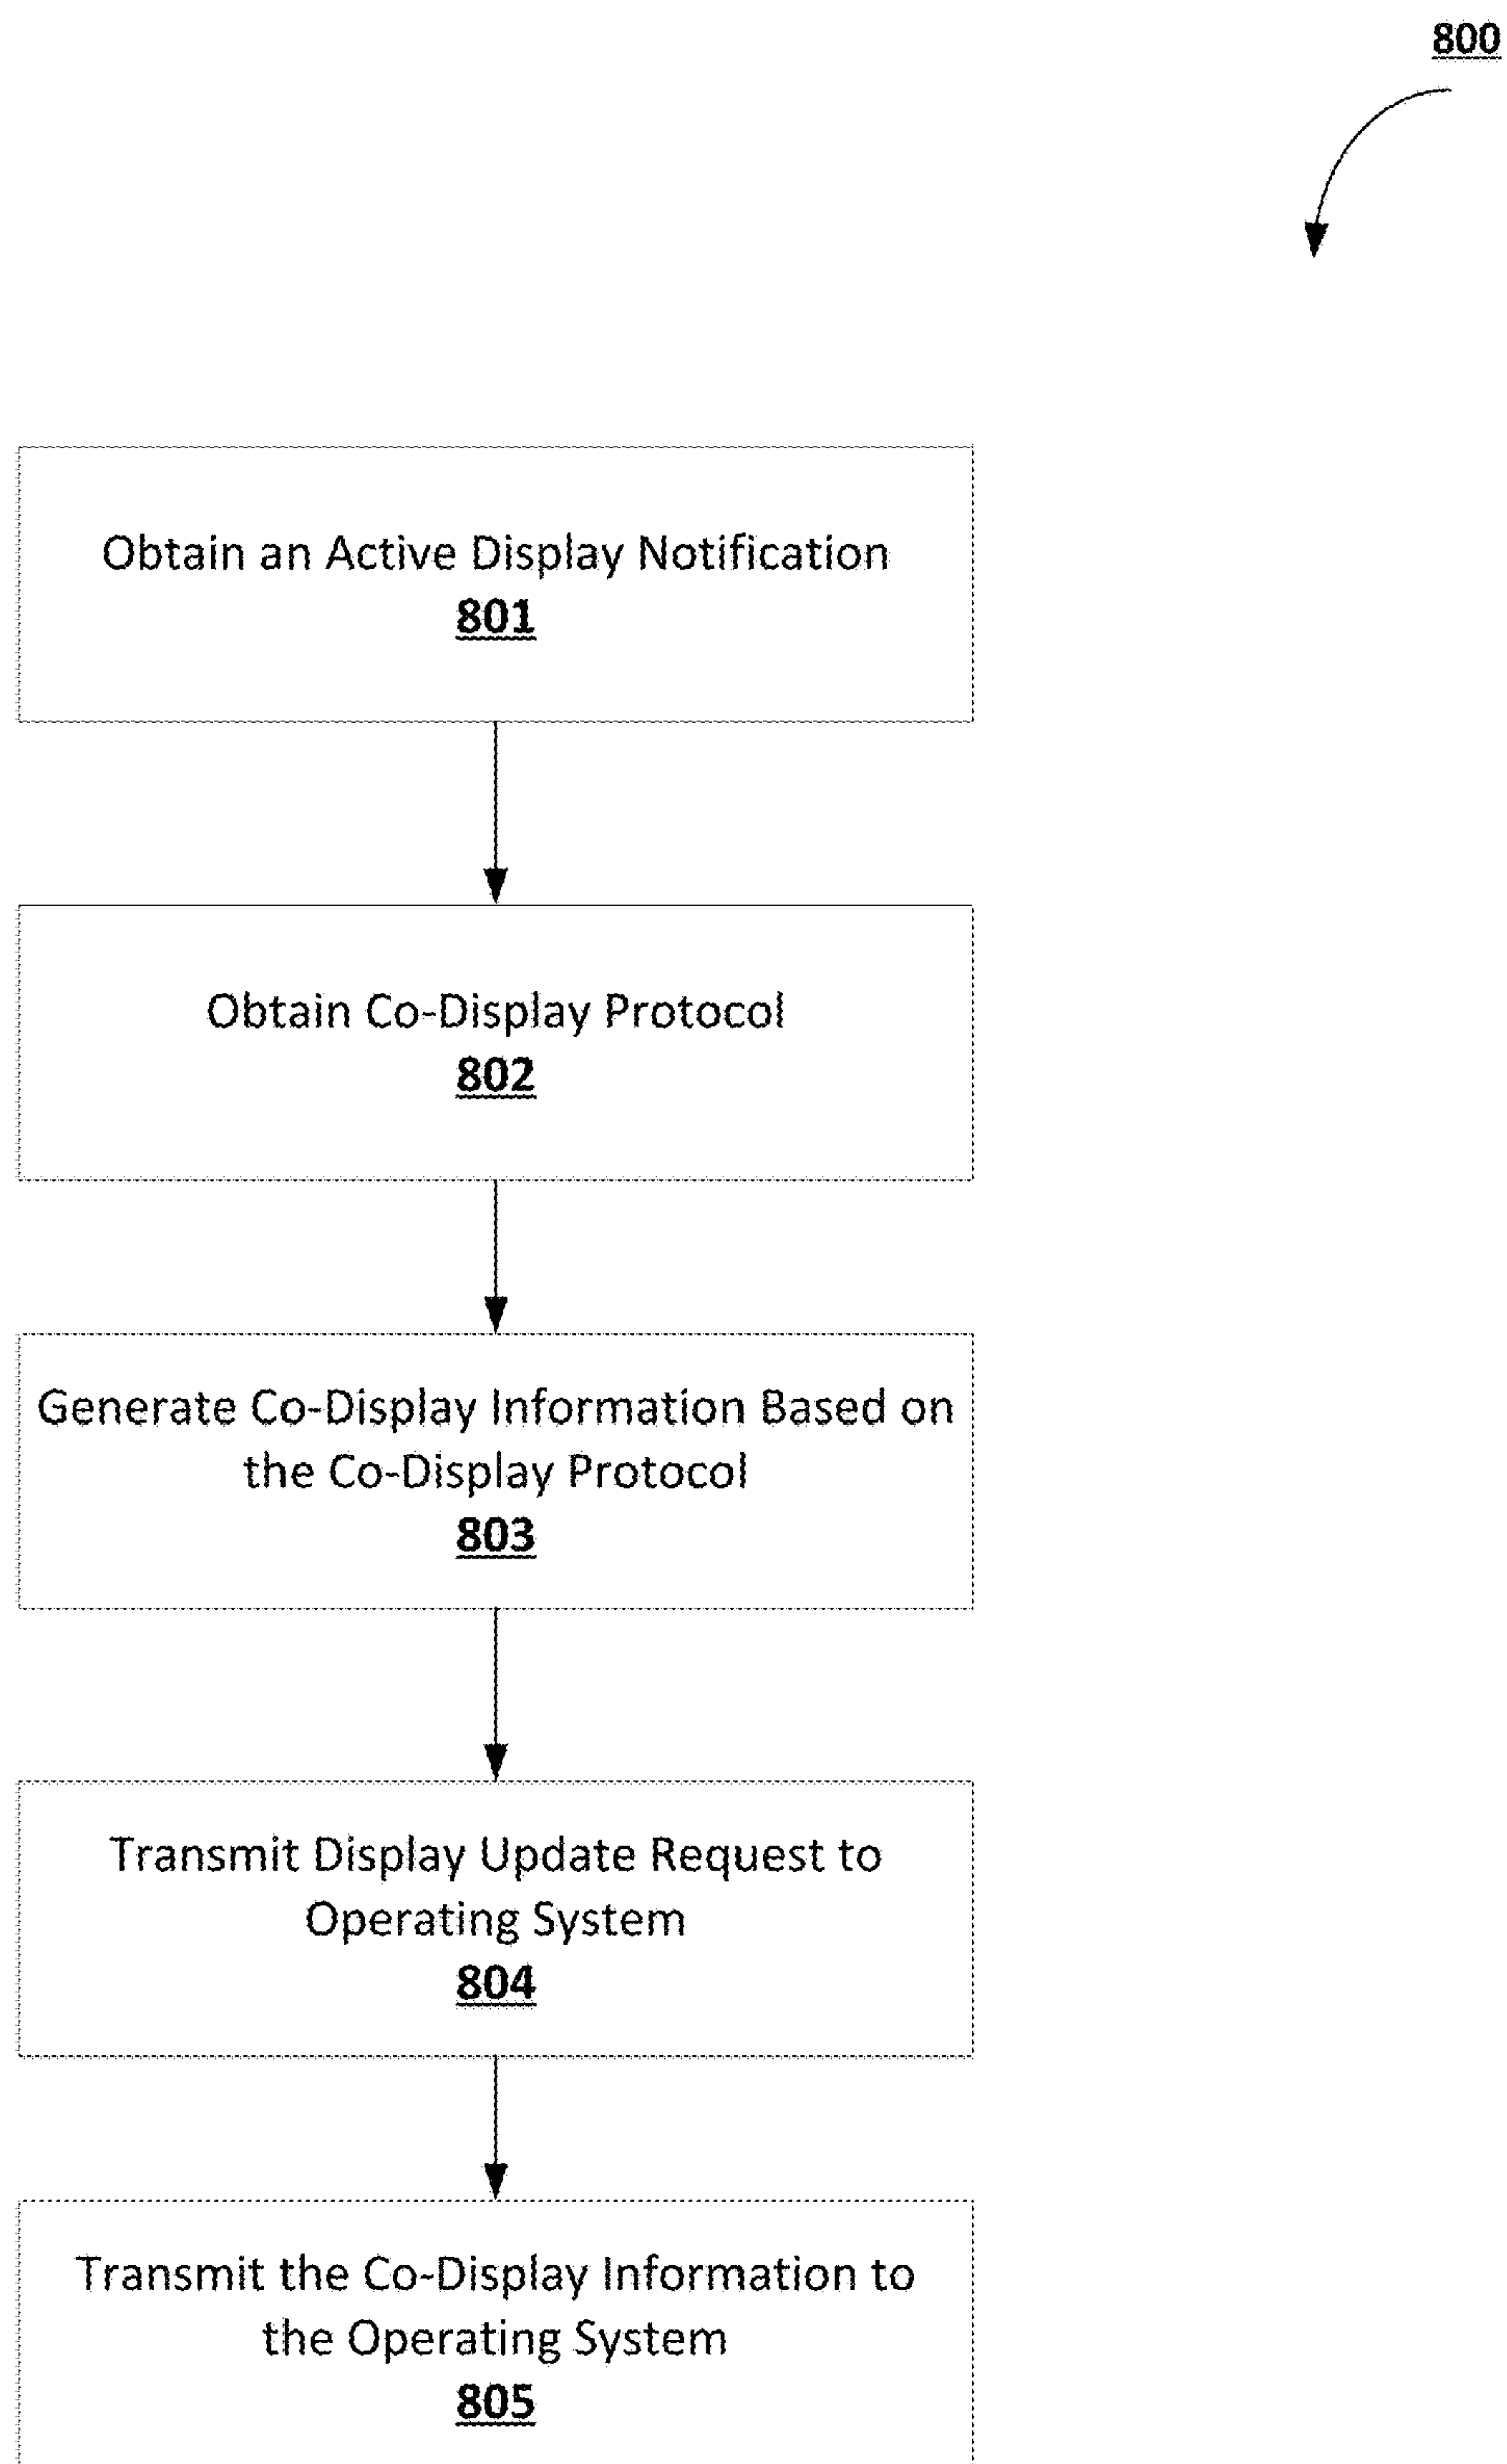 800
Obtain an Active Display Notification
801
Obtain Co-Display Protocol
802
Generate Co-Display Information Based on
the Co-Display Protocol
803
Transmit Display Update Request to
Operating System
804
Transmit the Co-Display Information to
the Operating System
805